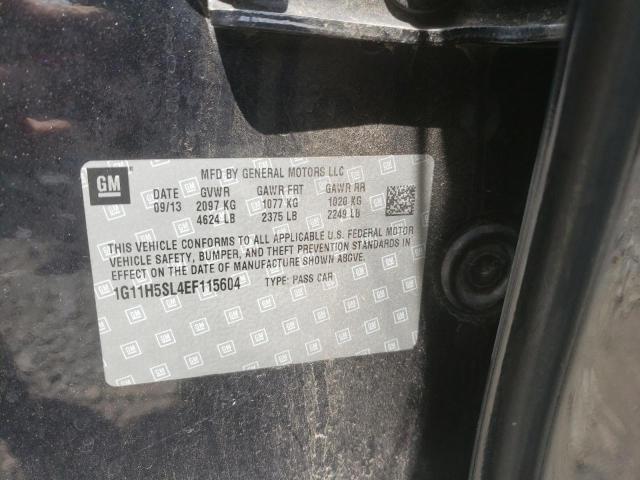 MFD BY GENERAL MOTORS LLC
GM
DATE GVWR GAWR FRT GAWR RR
09/13 2097 KG 1077 KG 1020 KG
4624 LB 2375 LB 2249 LB
THIS VEHICLE CONFORMS TO ALL APPLICABLE U.S. FEDERAL MOTOR
VEHICLE SAFETY, BUMPER, AND THEFT PREVENTION STANDARDS IN
EFFECT ON THE DATE OF MANUFACTURE SHOWN ABOVE.
1G11H5SL4EF115604 TYPE: PASS CAR